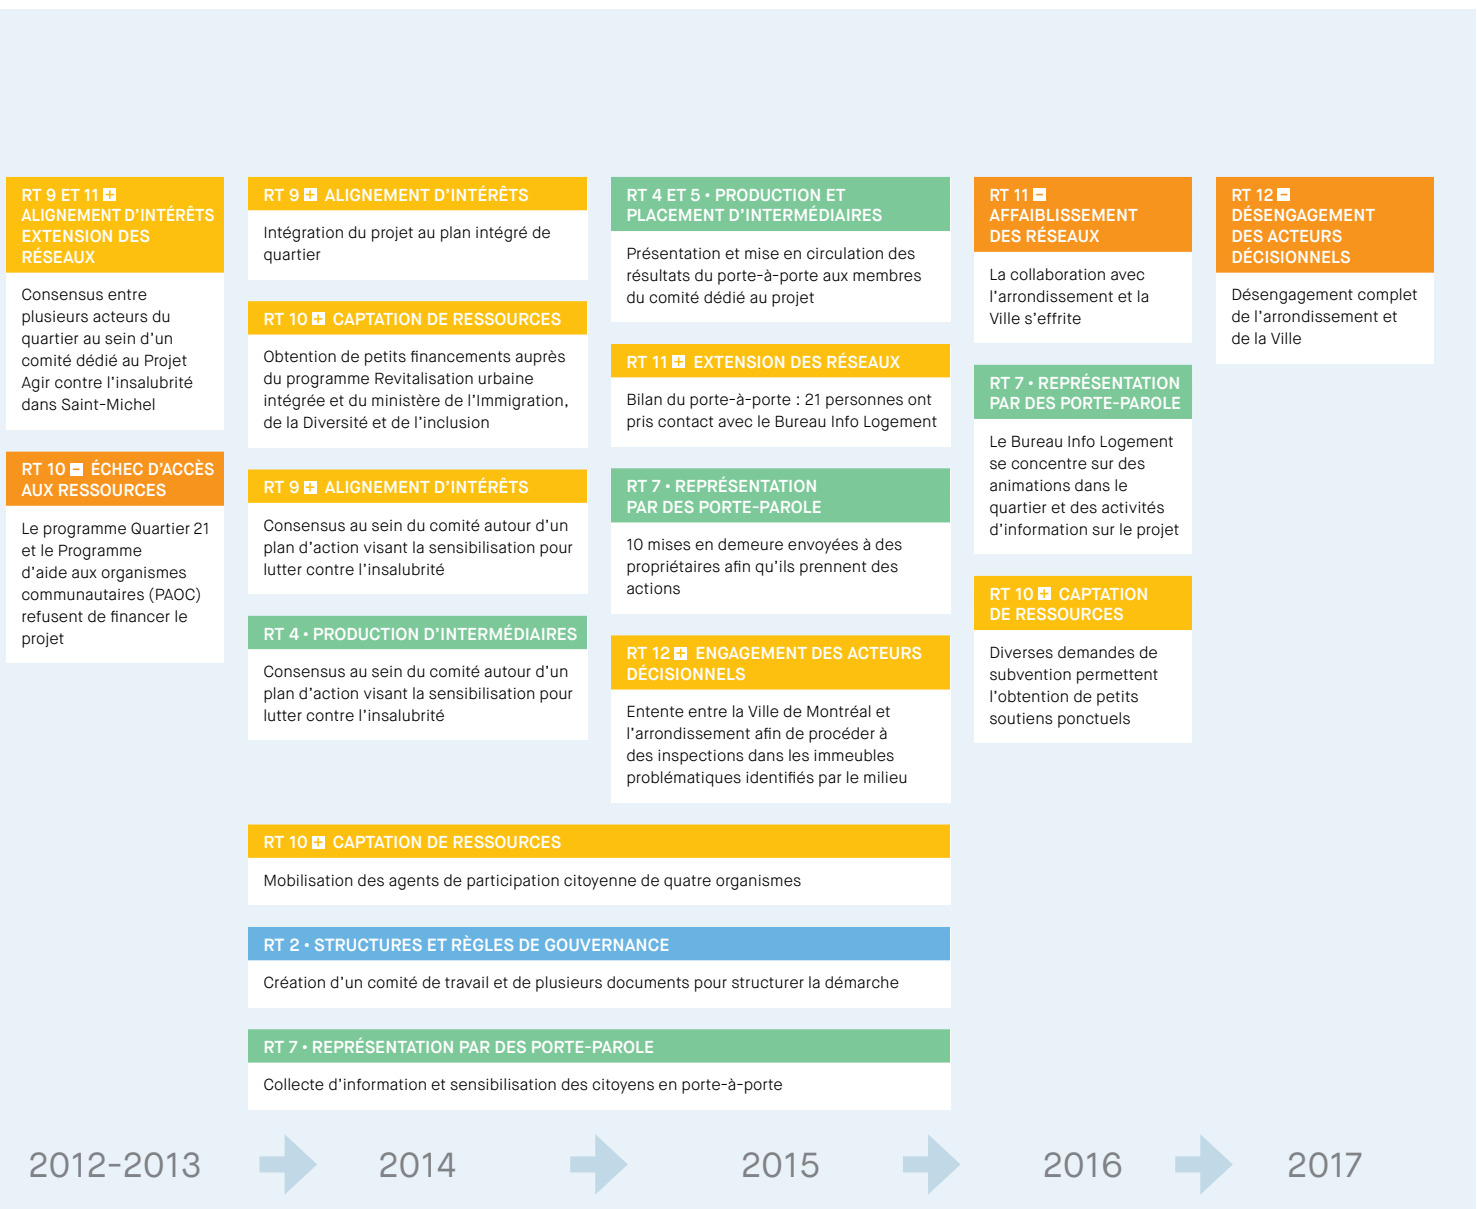 RT 9 ET 11 +
ALIGNEMENT D'INTÉRÊTS
EXTENSION DES
RÉSEAUX
Consensus entre
plusieurs acteurs du
quartier au sein d'un
comité dédié au Projet
Agir contre l'insalubrité
dans Saint-Michel
RT 10 - ÉCHEC D'ACCÈS
AUX RESSOURCES
Le programme Quartier 21
et le Programme
d'aide aux organismes
communautaires (PAOC)
refusent de financer le
projet
RT 9 + ALIGNEMENT D'INTÉRÊTS
Intégration du projet au plan intégré de
quartier
RT 10 + CAPTATION DE RESSOURCES
Obtention de petits financements auprès
du programme Revitalisation urbaine
intégrée et du ministère de l'Immigration,
de la Diversité et de l'inclusion
RT 9 + ALIGNEMENT D'INTÉRÊTS
Consensus au sein du comité autour d'un
plan d'action visant la sensibilisation pour
lutter contre l'insalubrité
RT 4 • PRODUCTION D'INTERMÉDIAIRES
Consensus au sein du comité autour d'un
plan d'action visant la sensibilisation pour
lutter contre l'insalubrité
RT 4 ET 5 • PRODUCTION ET
PLACEMENT D'INTERMÉDIAIRES
Présentation et mise en circulation des
résultats du porte-à-porte aux membres
du comité dédié au projet
RT 11 + EXTENSION DES RÉSEAUX
Bilan du porte-à-porte : 21 personnes ont
pris contact avec le Bureau Info Logement
RT 7 • REPRÉSENTATION
PAR DES PORTE-PAROLE
10 mises en demeure envoyées à des
propriétaires afin qu'ils prennent des
actions
RT 12 + ENGAGEMENT DES ACTEURS
DÉCISIONNELS
Entente entre la Ville de Montréal et
l'arrondissement afin de procéder à
des inspections dans les immeubles
problématiques identifiés par le milieu
RT 10 + CAPTATION DE RESSOURCES
Mobilisation des agents de participation citoyenne de quatre organismes
RT 2 • STRUCTURES ET RÈGLES DE GOUVERNANCE
Création d'un comité de travail et de plusieurs documents pour structurer la démarche
RT 7 • REPRÉSENTATION PAR DES PORTE-PAROLE
Collecte d'information et sensibilisation des citoyens en porte-à-porte
RT 11 -
AFFAIBLISSEMENT
DES RÉSEAUX
La collaboration avec
l'arrondissement et la
Ville s'effrite
RT 7 • REPRÉSENTATION
PAR DES PORTE-PAROLE
Le Bureau Info Logement
se concentre sur des
animations dans le
quartier et des activités
d'information sur le projet
RT 10 + CAPTATION
DE RESSOURCES
Diverses demandes de
subvention permettent
l'obtention de petits
soutiens ponctuels
RT 12 -
DÉSENGAGEMENT
DES ACTEURS
DÉCISIONNELS
Désengagement complet
de l'arrondissement et
de la Ville
2012-2013
2014
2015
2016
2017